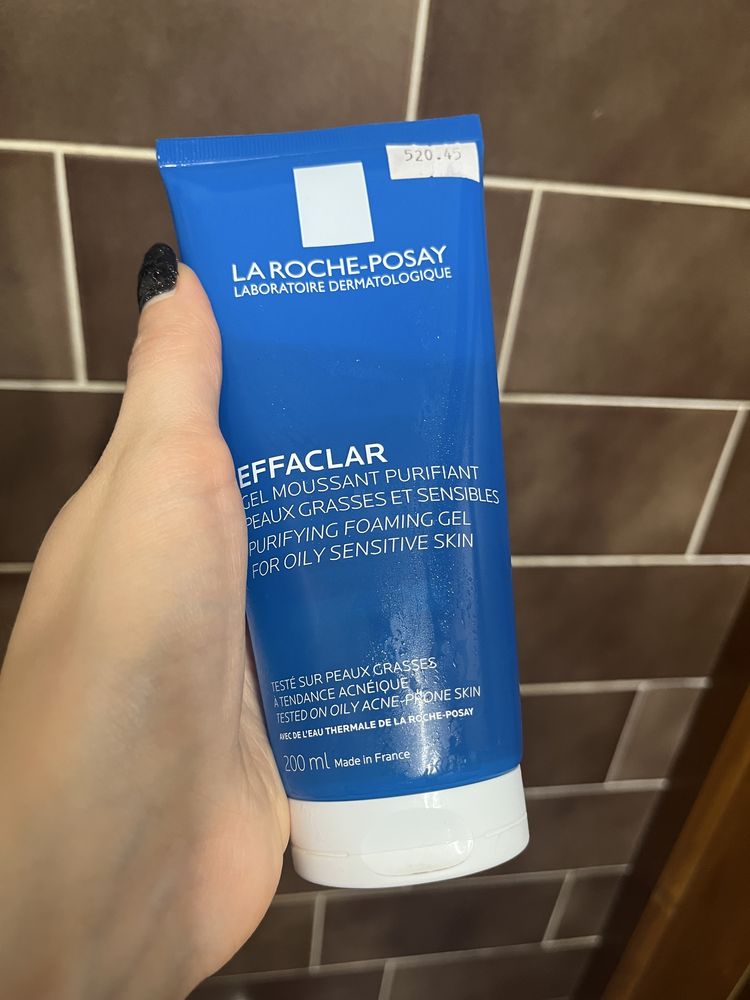 520.45
LA ROCHE-POSAY
LABORATOIRE DERMATOLOGIQUE
EFFACLAR
GEL MOUSSANT PURIFIANT
PEAUX GRASSES ET SENSIBLES
PURIFYING FOAMING GEL
FOR OILY SENSITIVE SKIN
TESTÉ SUR PEAUX GRASSES
À TENDANCE ACNÉIQUE
TESTED ON OILY ACNE-PRONE SKIN
AVEC DE L'EAU THERMALE DE LA ROCHE-POSAY
200 ml Made in France